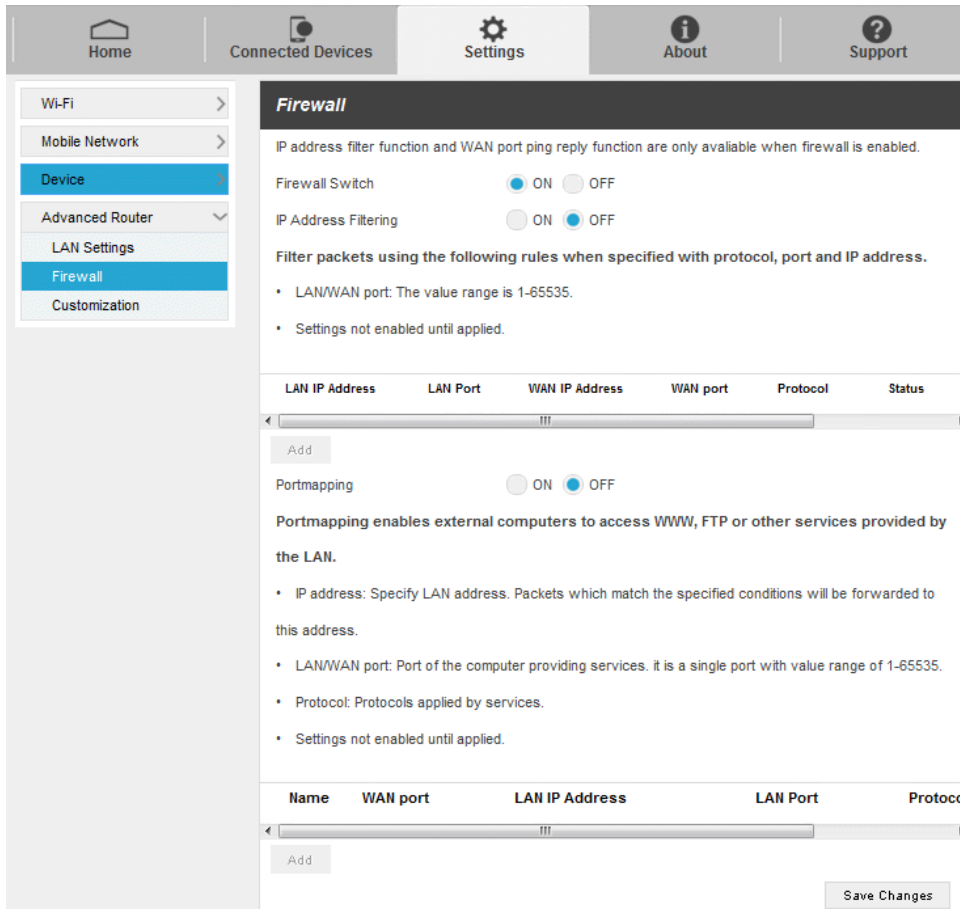 Home
Connected Devices
Settings
About
Support
Wi-Fi
Mobile Network
Device
Advanced Router
LAN Settings
Firewall
Customization
Firewall
IP address filter function and WAN port ping reply function are only avaliable when firewall is enabled.
Firewall Switch ON OFF
IP Address Filtering ON OFF
Filter packets using the following rules when specified with protocol, port and IP address.
• LAN/WAN port: The value range is 1-65535.
• Settings not enabled until applied.
LAN IP Address LAN Port WAN IP Address WAN port Protocol Status
Add
Portmapping ON OFF
Portmapping enables external computers to access WWW, FTP or other services provided by
the LAN.
• IP address: Specify LAN address. Packets which match the specified conditions will be forwarded to
this address.
• LAN/WAN port: Port of the computer providing services. it is a single port with value range of 1-65535.
• Protocol: Protocols applied by services.
• Settings not enabled until applied.
Name WAN port LAN IP Address LAN Port Protoco
Add
Save Changes